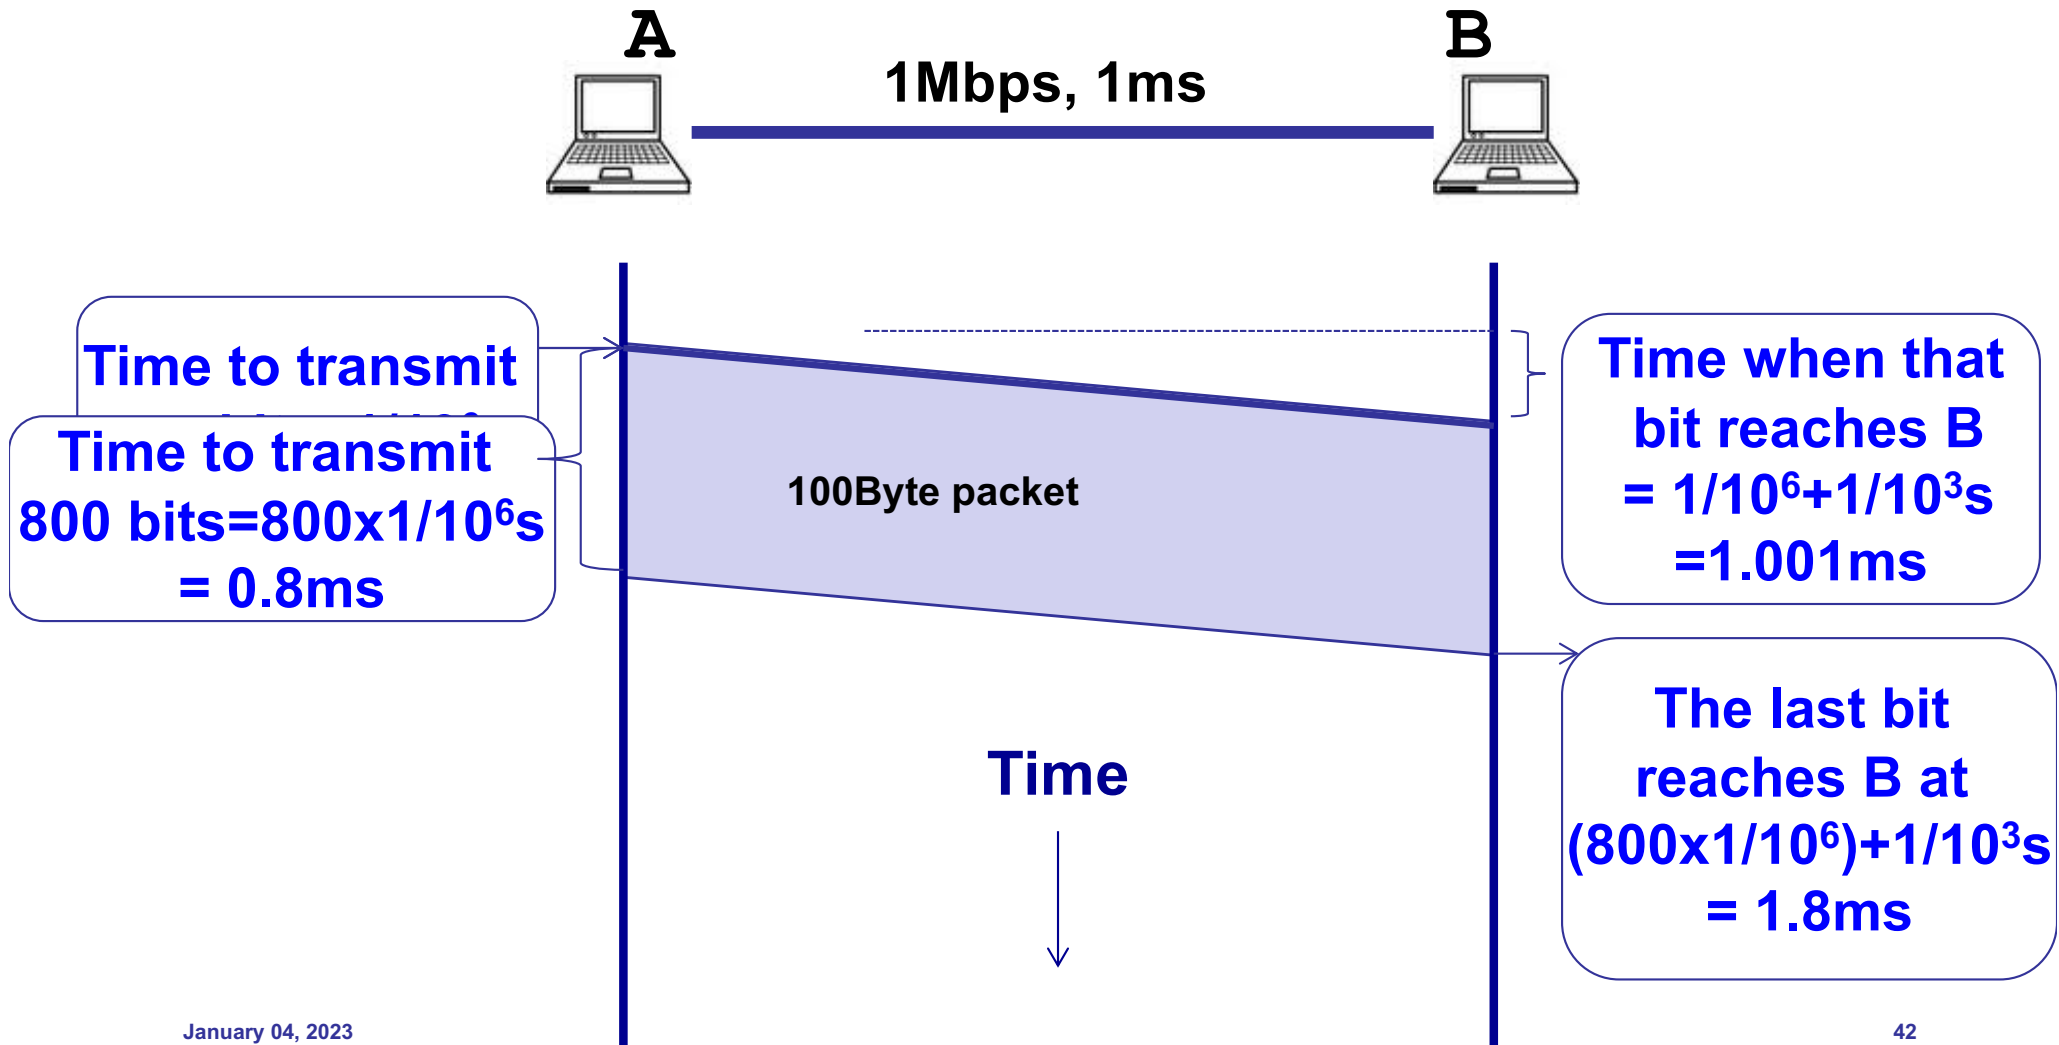 A
B
1Mbps, 1ms
Time to transmit
Time to transmit
800 bits=800x1/10⁶s
= 0.8ms
100Byte packet
Time when that
bit reaches B
= 1/10⁶+1/10³s
=1.001ms
The last bit
reaches B at
(800x1/10⁶)+1/10³s
= 1.8ms
Time
January 04, 2023
42